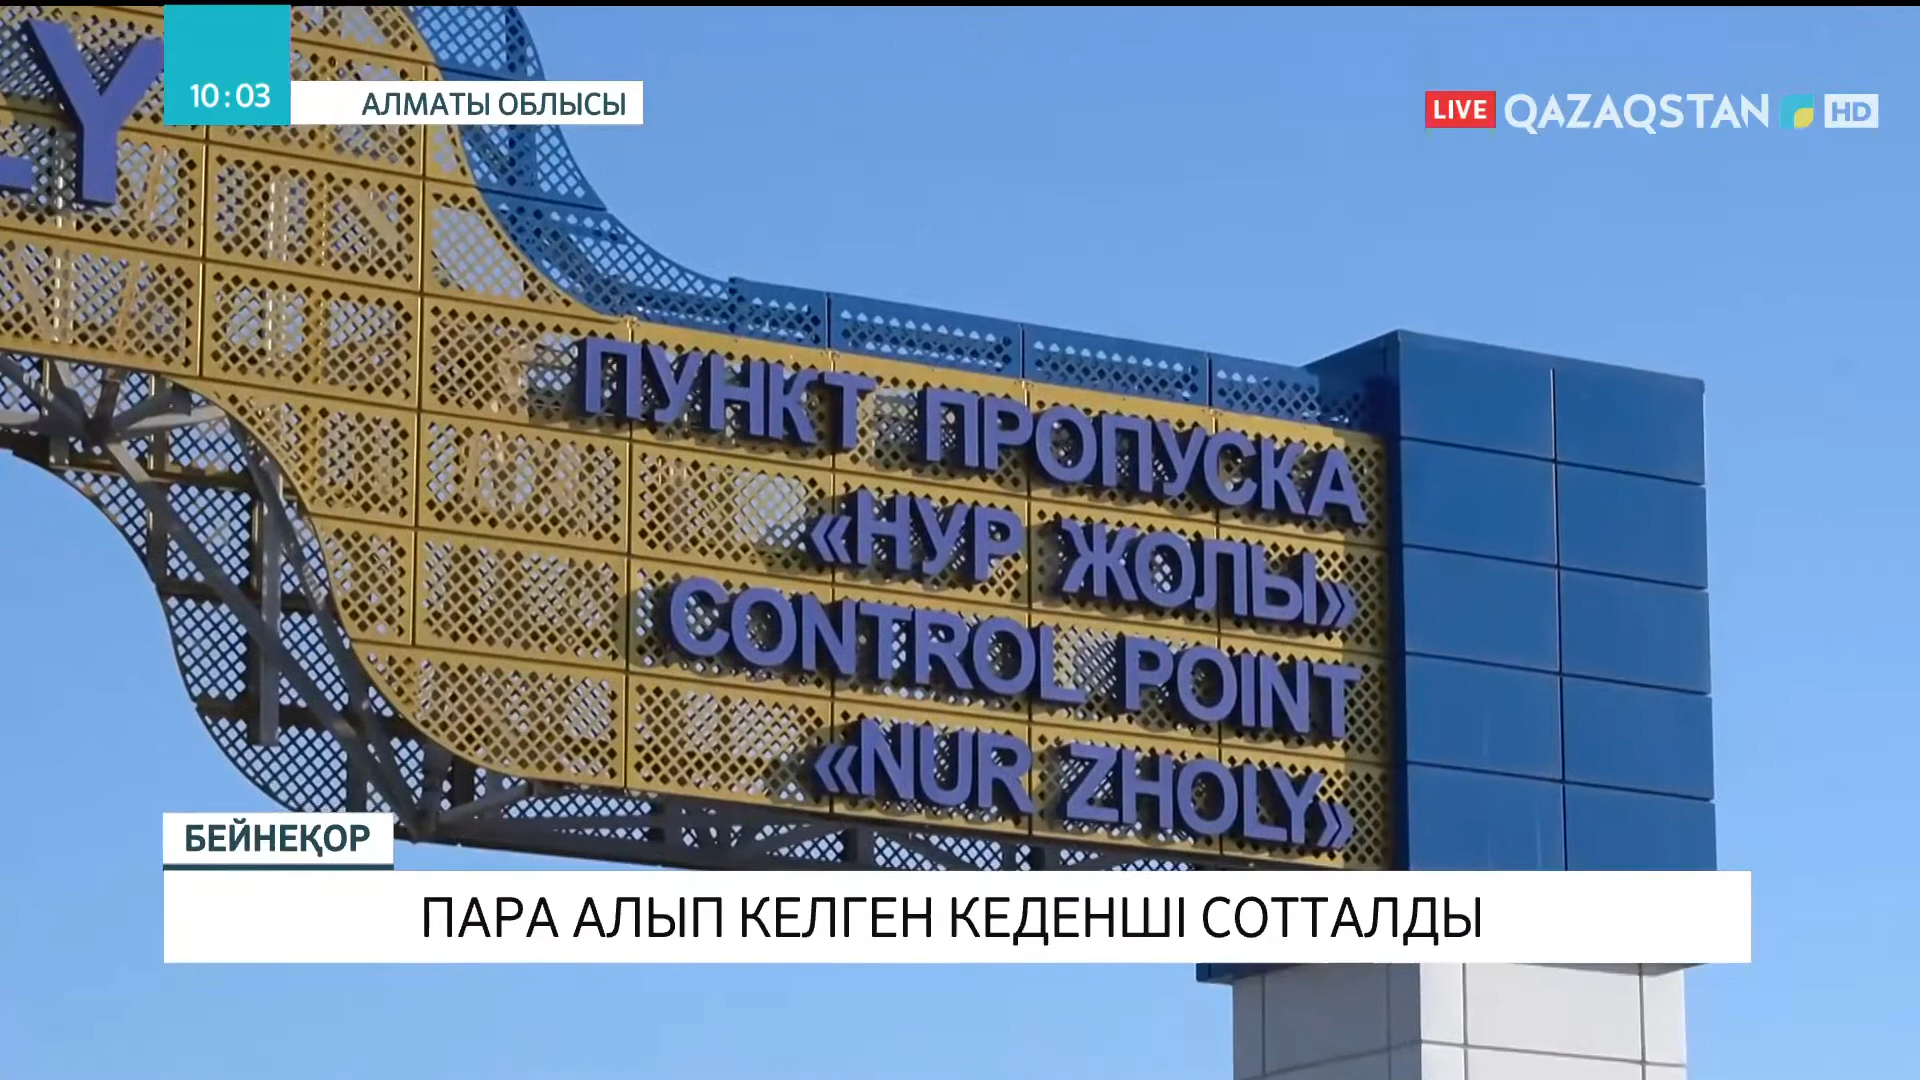 LY
10:03
АЛМАТЫ ОБЛЫСЫ
LIVE QAZAQSTAN HD
ПУНКТ ПРОПУСКА
«НУР ЖОЛЫ»
CONTROL POINT
«NUR ZHOLY»
БЕЙНЕҚОР
ПАРА АЛЫП КЕЛГЕН КЕДЕНШІ СОТТАЛДЫ